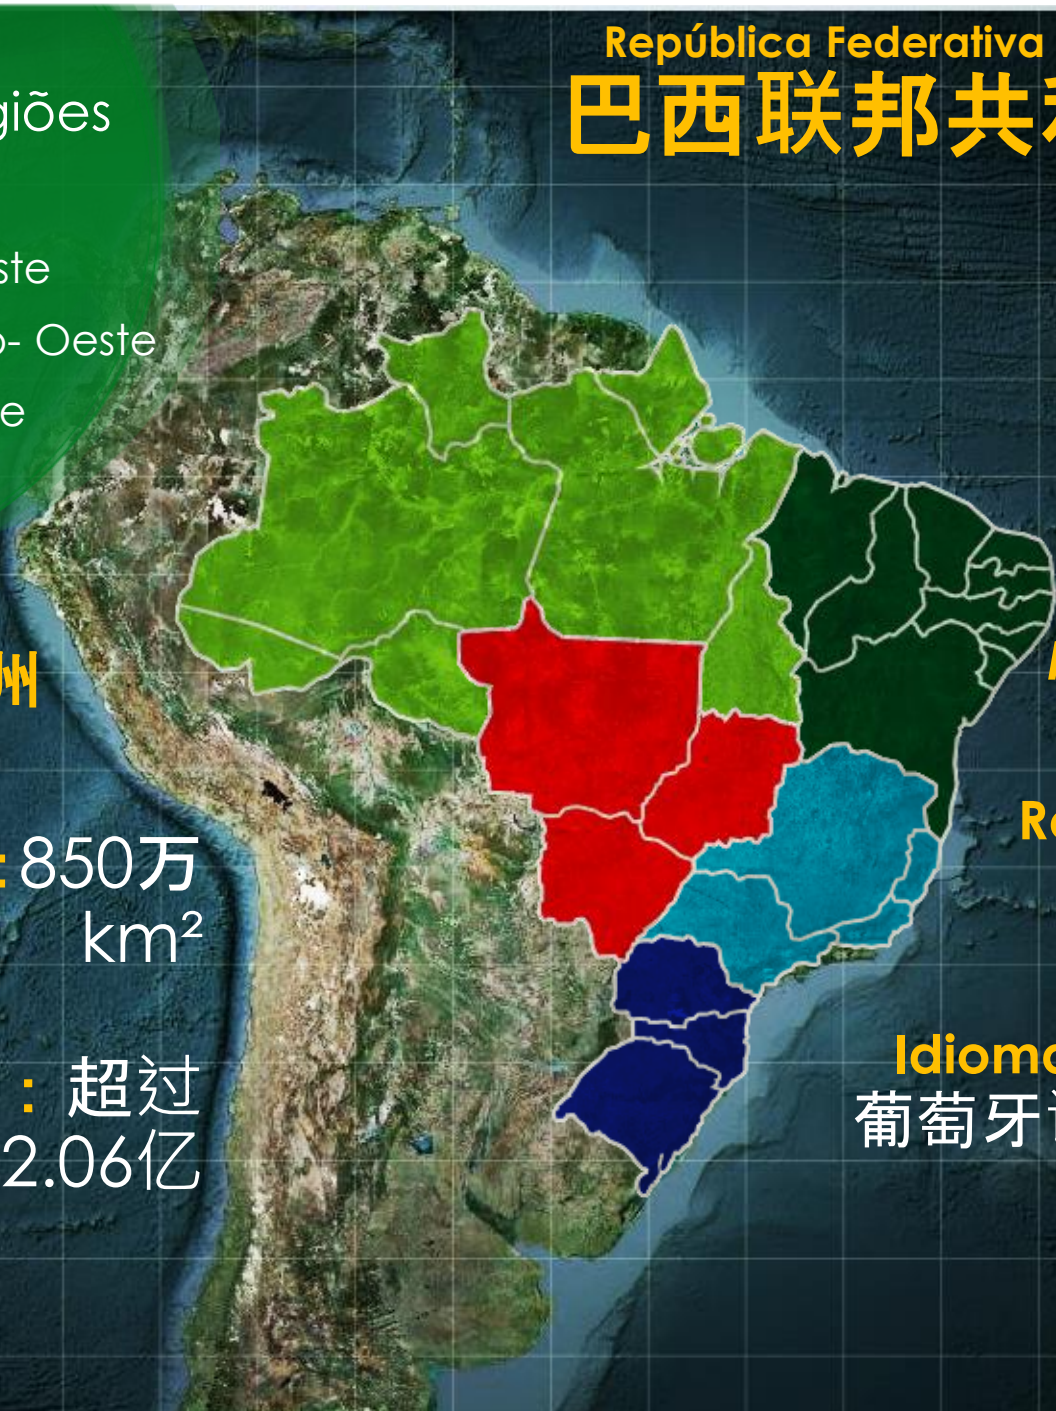 República Federativa
巴西联邦共
giões
ste
o- Oeste
e
州
:850万
km²
: 超过
2.06亿
Re
Idioma
葡萄牙